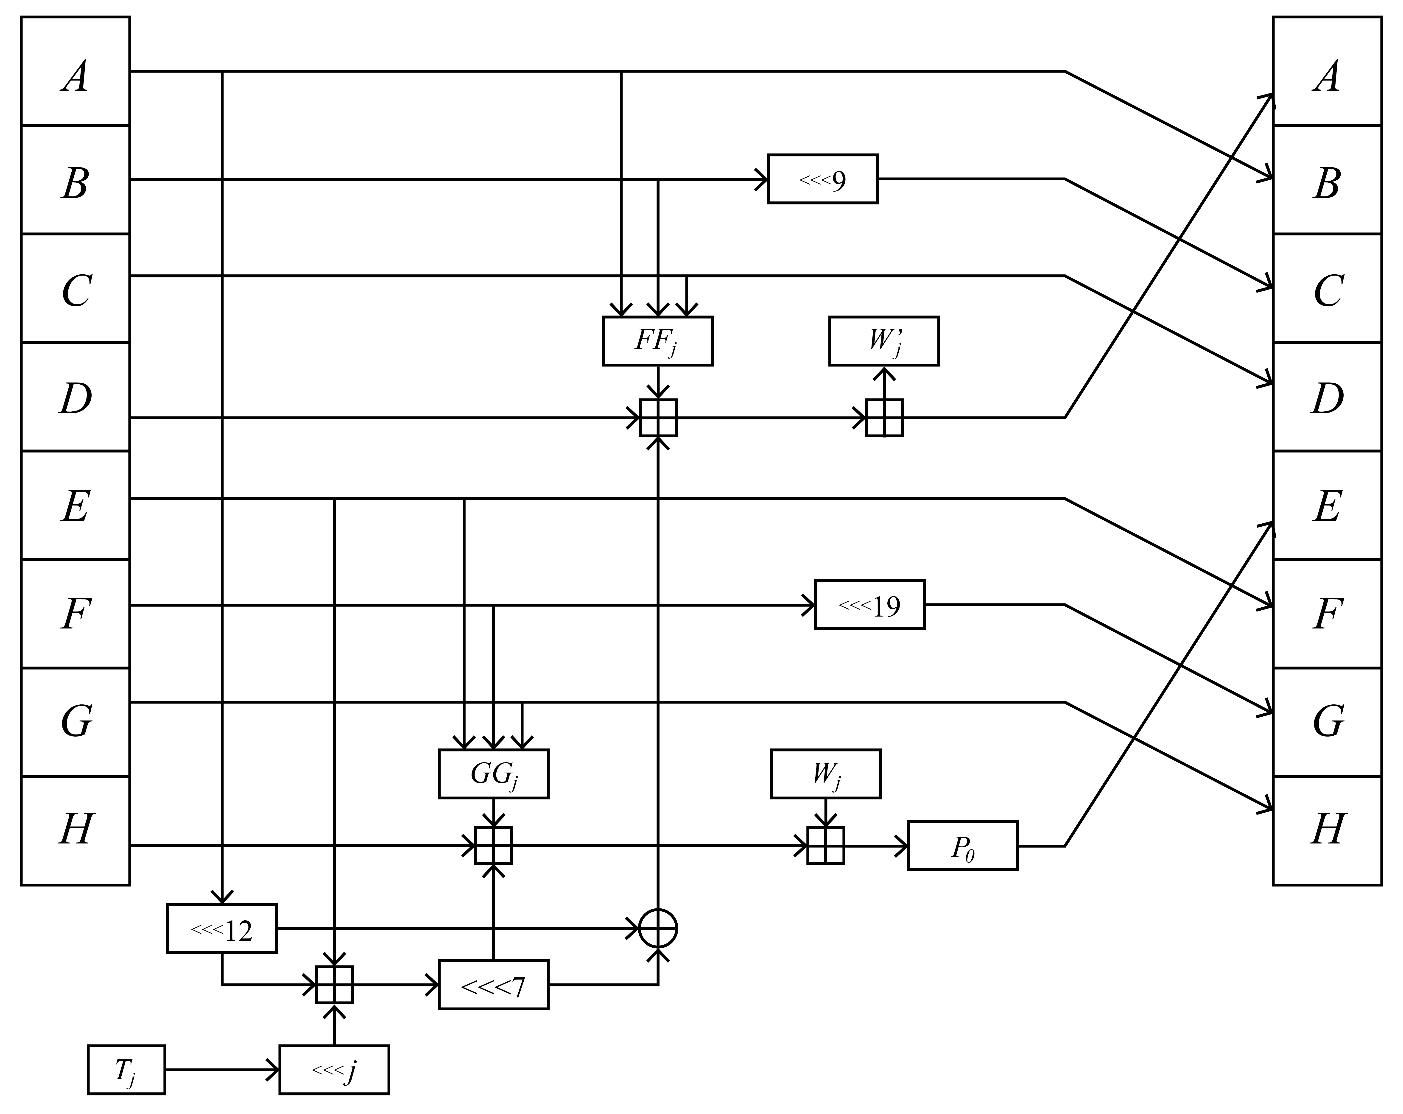 A A
B <<<9 B
C C
FFj W'j
D D
E E
F <<<19 F
G G
GGj Wj
H P0 H
<<<12
<<<7
Tj <<<j